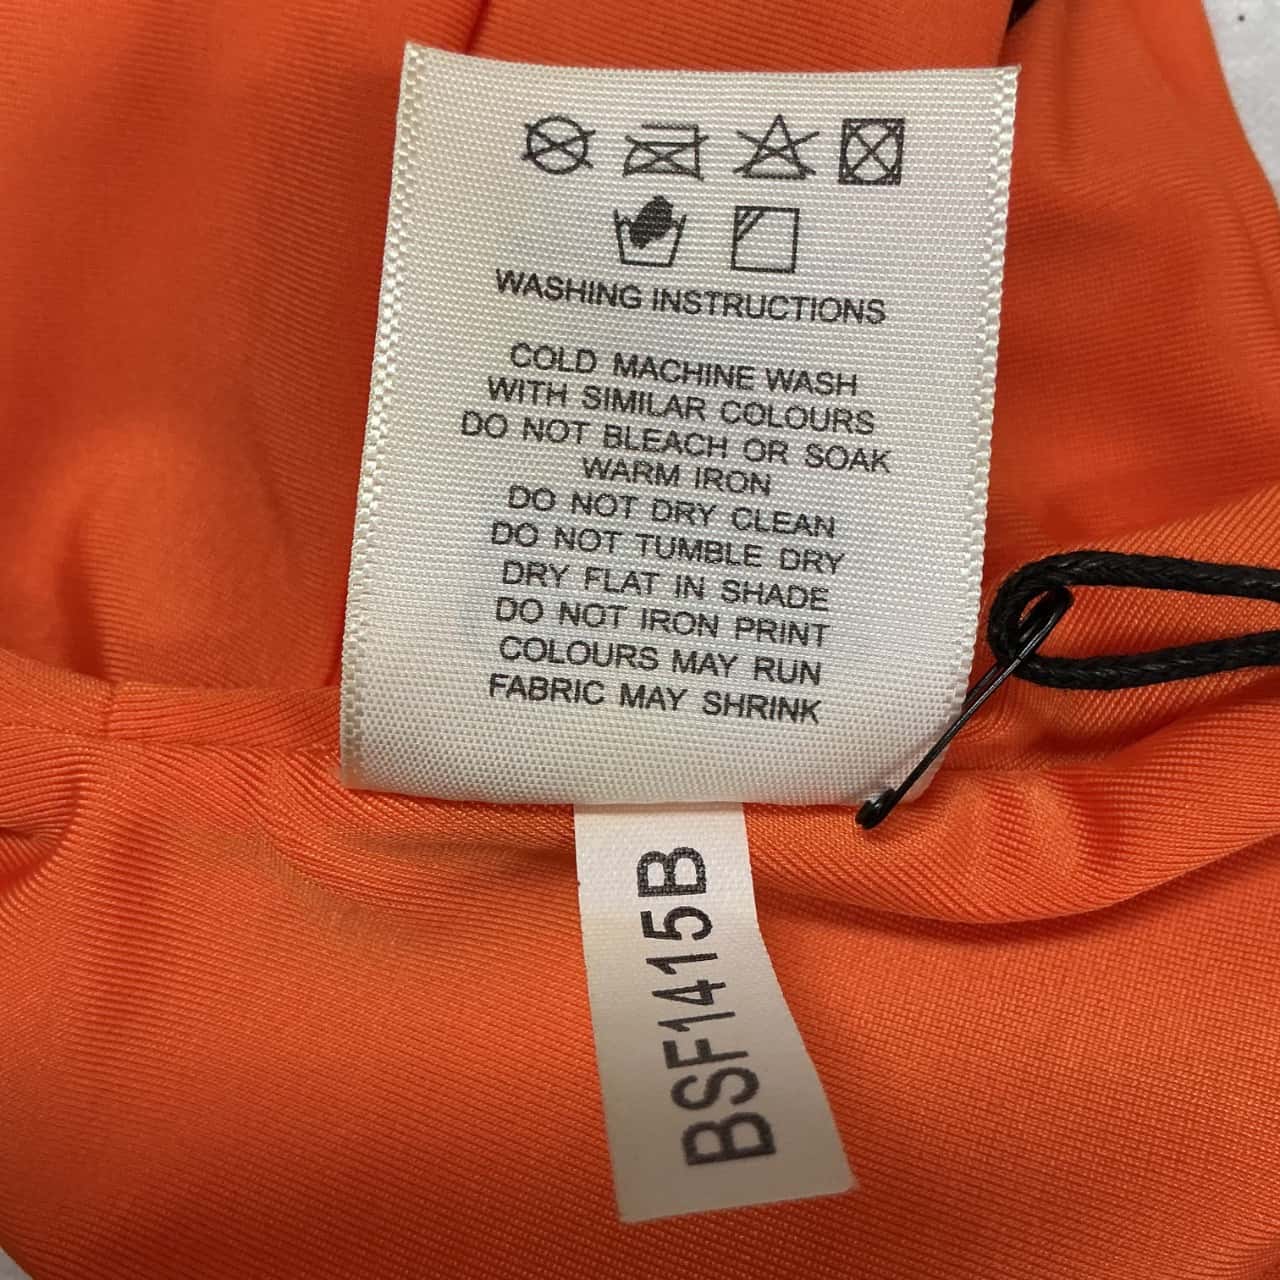 WASHING INSTRUCTIONS
COLD MACHINE WASH
WITH SIMILAR COLOURS
DO NOT BLEACH OR SOAK
WARM IRON
DO NOT DRY CLEAN
DO NOT TUMBLE DRY
DRY FLAT IN SHADE
DO NOT IRON PRINT
COLOURS MAY RUN
FABRIC MAY SHRINK
BSF1415B